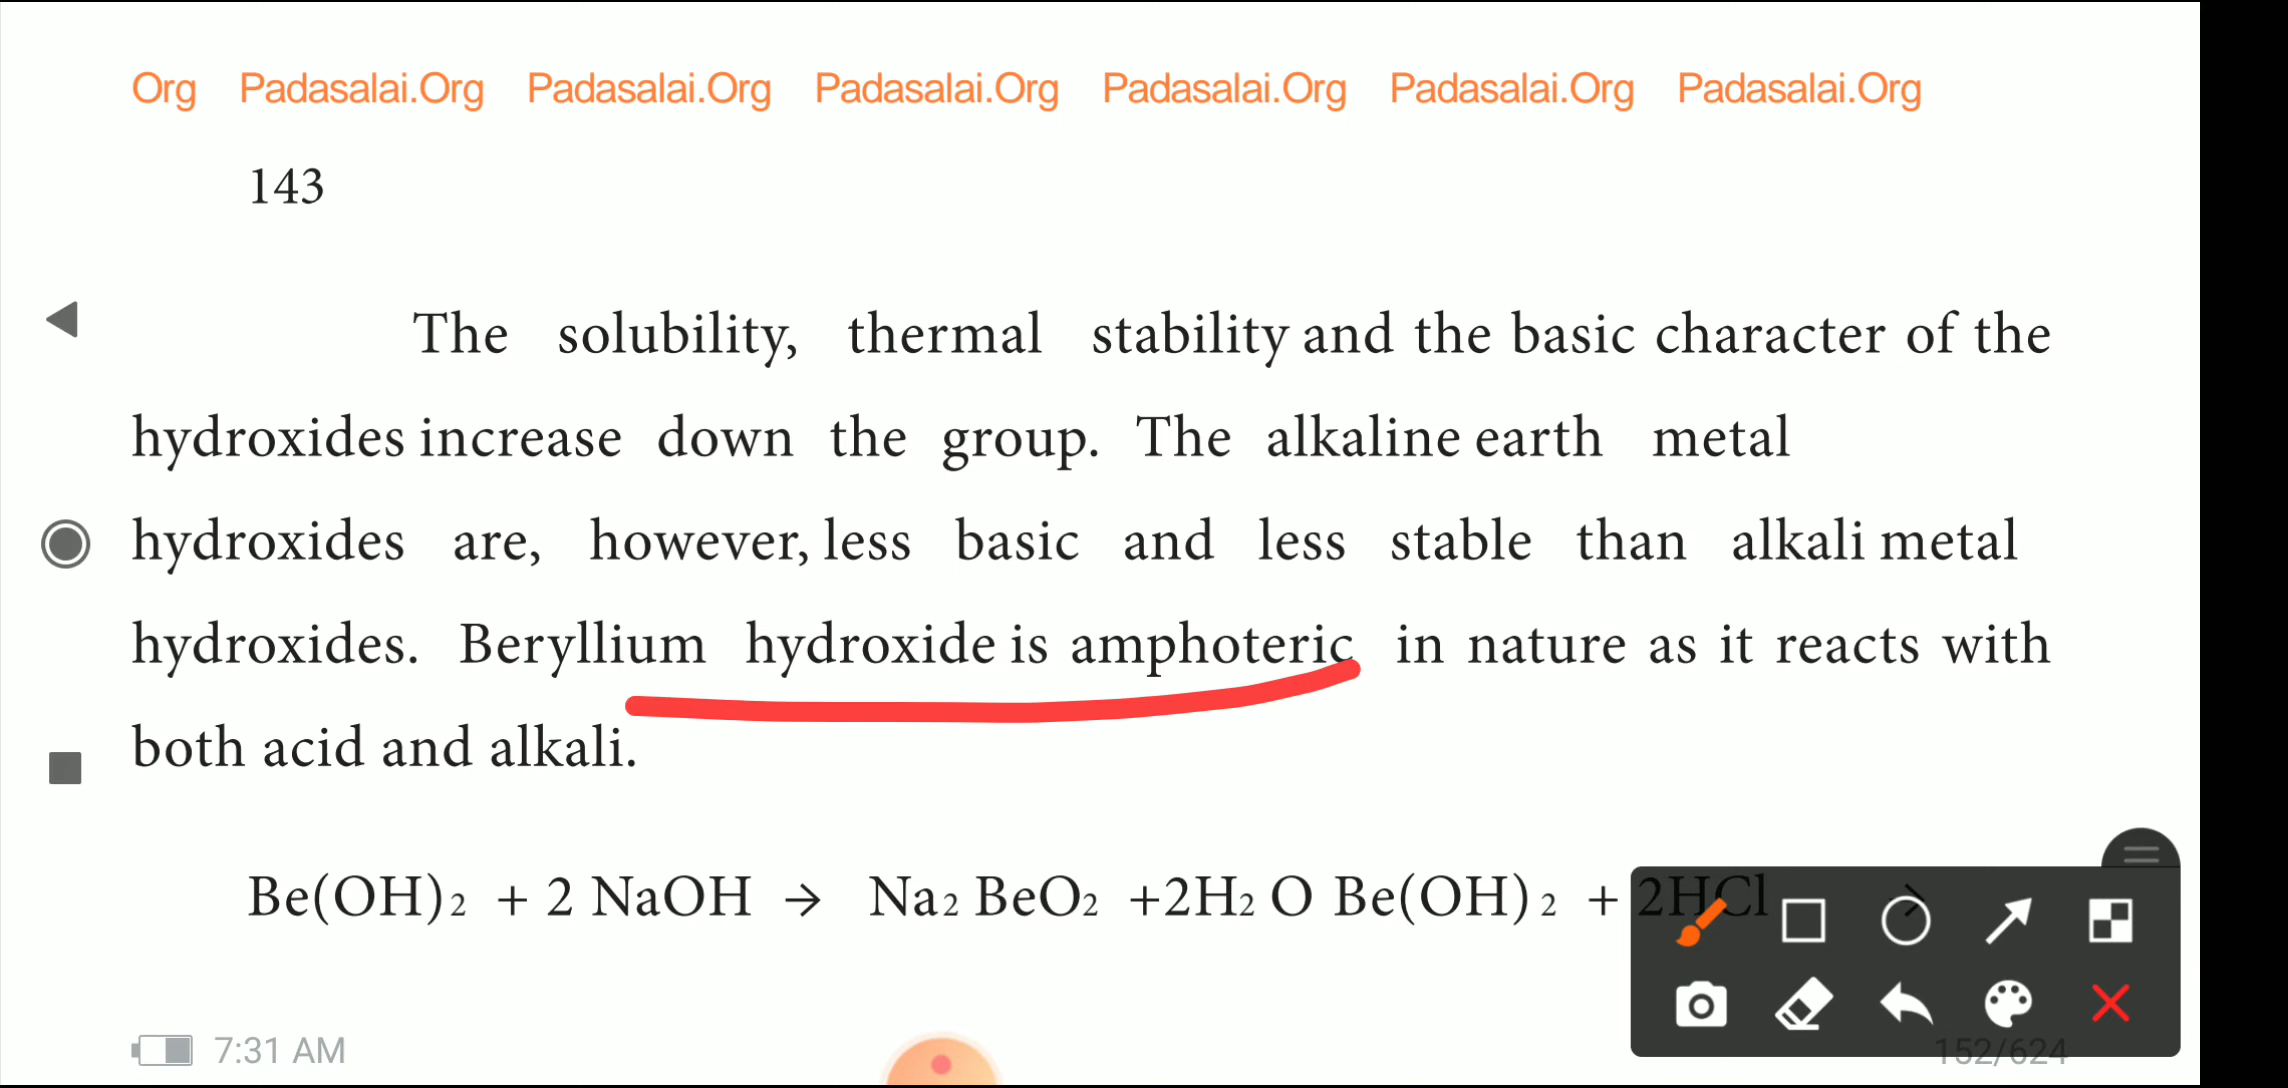 Org Padasalai.Org Padasalai.Org Padasalai.Org Padasalai.Org Padasalai.Org Padasalai.Org
143
The solubility, thermal stability and the basic character of the
hydroxides increase down the group. The alkaline earth metal
hydroxides are, however, less basic and less stable than alkali metal
hydroxides. Beryllium hydroxide is amphoteric in nature as it reacts with
both acid and alkali.
Be(OH)₂ + 2 NaOH → Na₂ BeO₂ +2H₂ O Be(OH)₂ + 2HCl →
7:31 AM
152/624